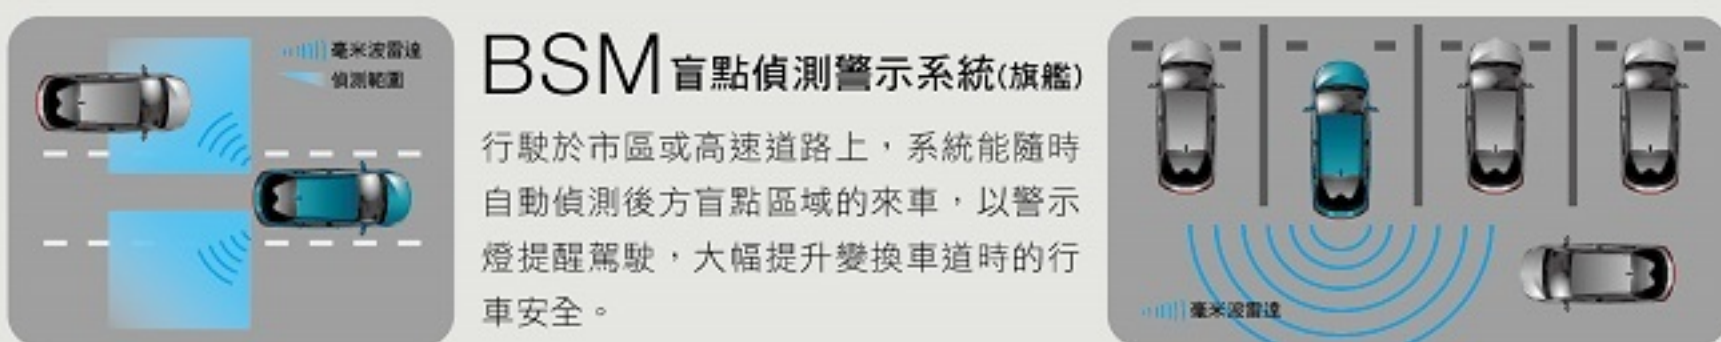 毫米波雷達
偵測範圍
BSM盲點偵測警示系統(旗艦)
行駛於市區或高速道路上，系統能隨時
自動偵測後方盲點區域的來車，以警示
燈提醒駕駛，大幅提升變換車道時的行
車安全。
毫米波雷達